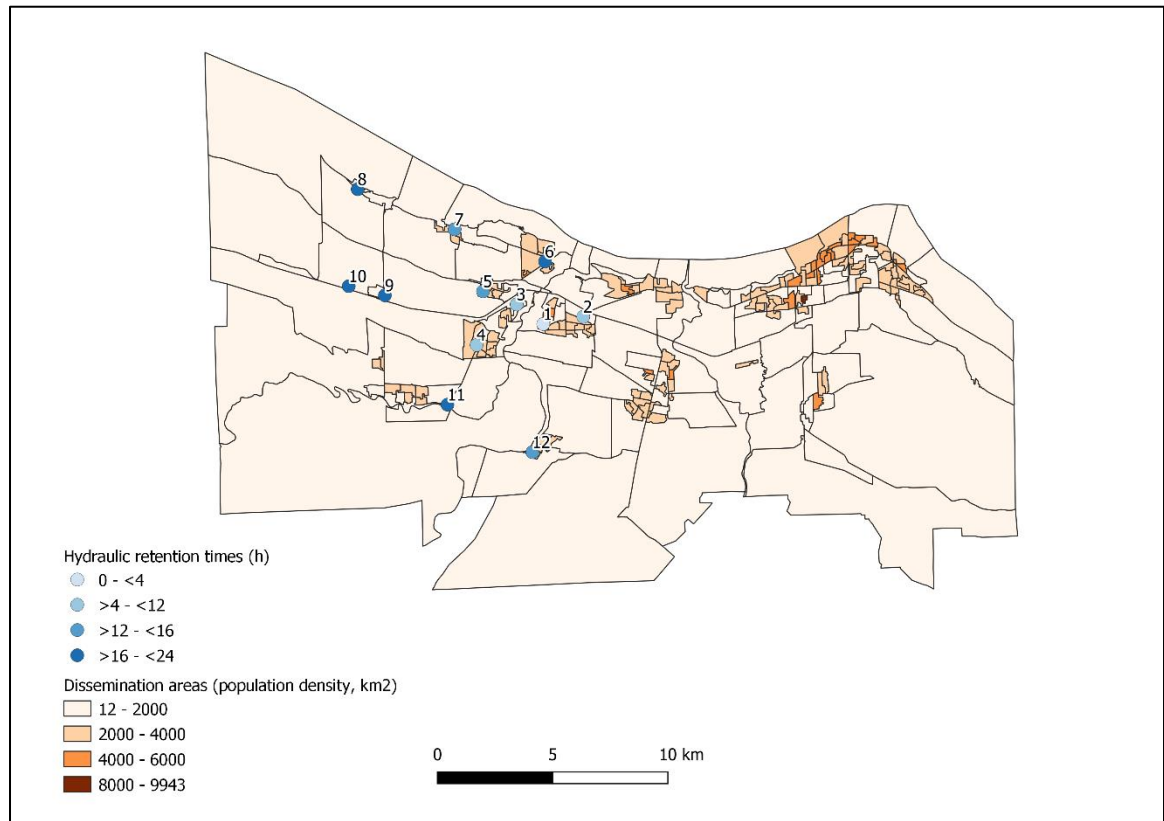 8
7
6
10
9
5
3
1
2
4
11
12
Hydraulic retention times (h)
0 - <4
>4 - <12
>12 - <16
>16 - <24
Dissemination areas (population density, km2)
12 - 2000
2000 - 4000
4000 - 6000
8000 - 9943
0 5 10 km